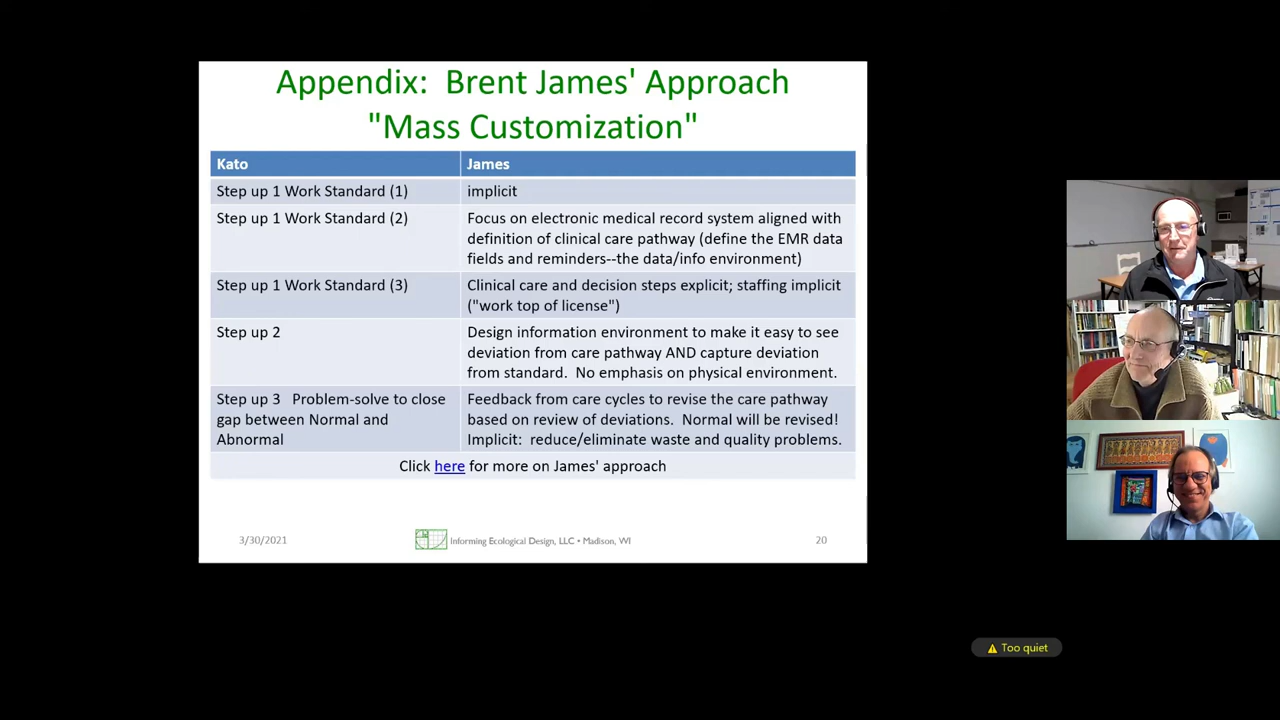 Appendix:  Brent James' Approach
"Mass Customization"
Kato
James
Step up 1 Work Standard (1)
implicit
Step up 1 Work Standard (2)
Focus on electronic medical record system aligned with
definition of clinical care pathway (define the EMR data
fields and reminders--the data/info environment)
Step up 1 Work Standard (3)
Clinical care and decision steps explicit; staffing implicit
("work top of license")
Step up 2
Design information environment to make it easy to see
deviation from care pathway AND capture deviation
from standard.  No emphasis on physical environment.
Step up 3   Problem-solve to close
gap between Normal and
Abnormal
Feedback from care cycles to revise the care pathway
based on review of deviations.  Normal will be revised!
Implicit:  reduce/eliminate waste and quality problems.
Click here for more on James' approach
3/30/2021
Informing Ecological Design, LLC • Madison, WI
20
Too quiet